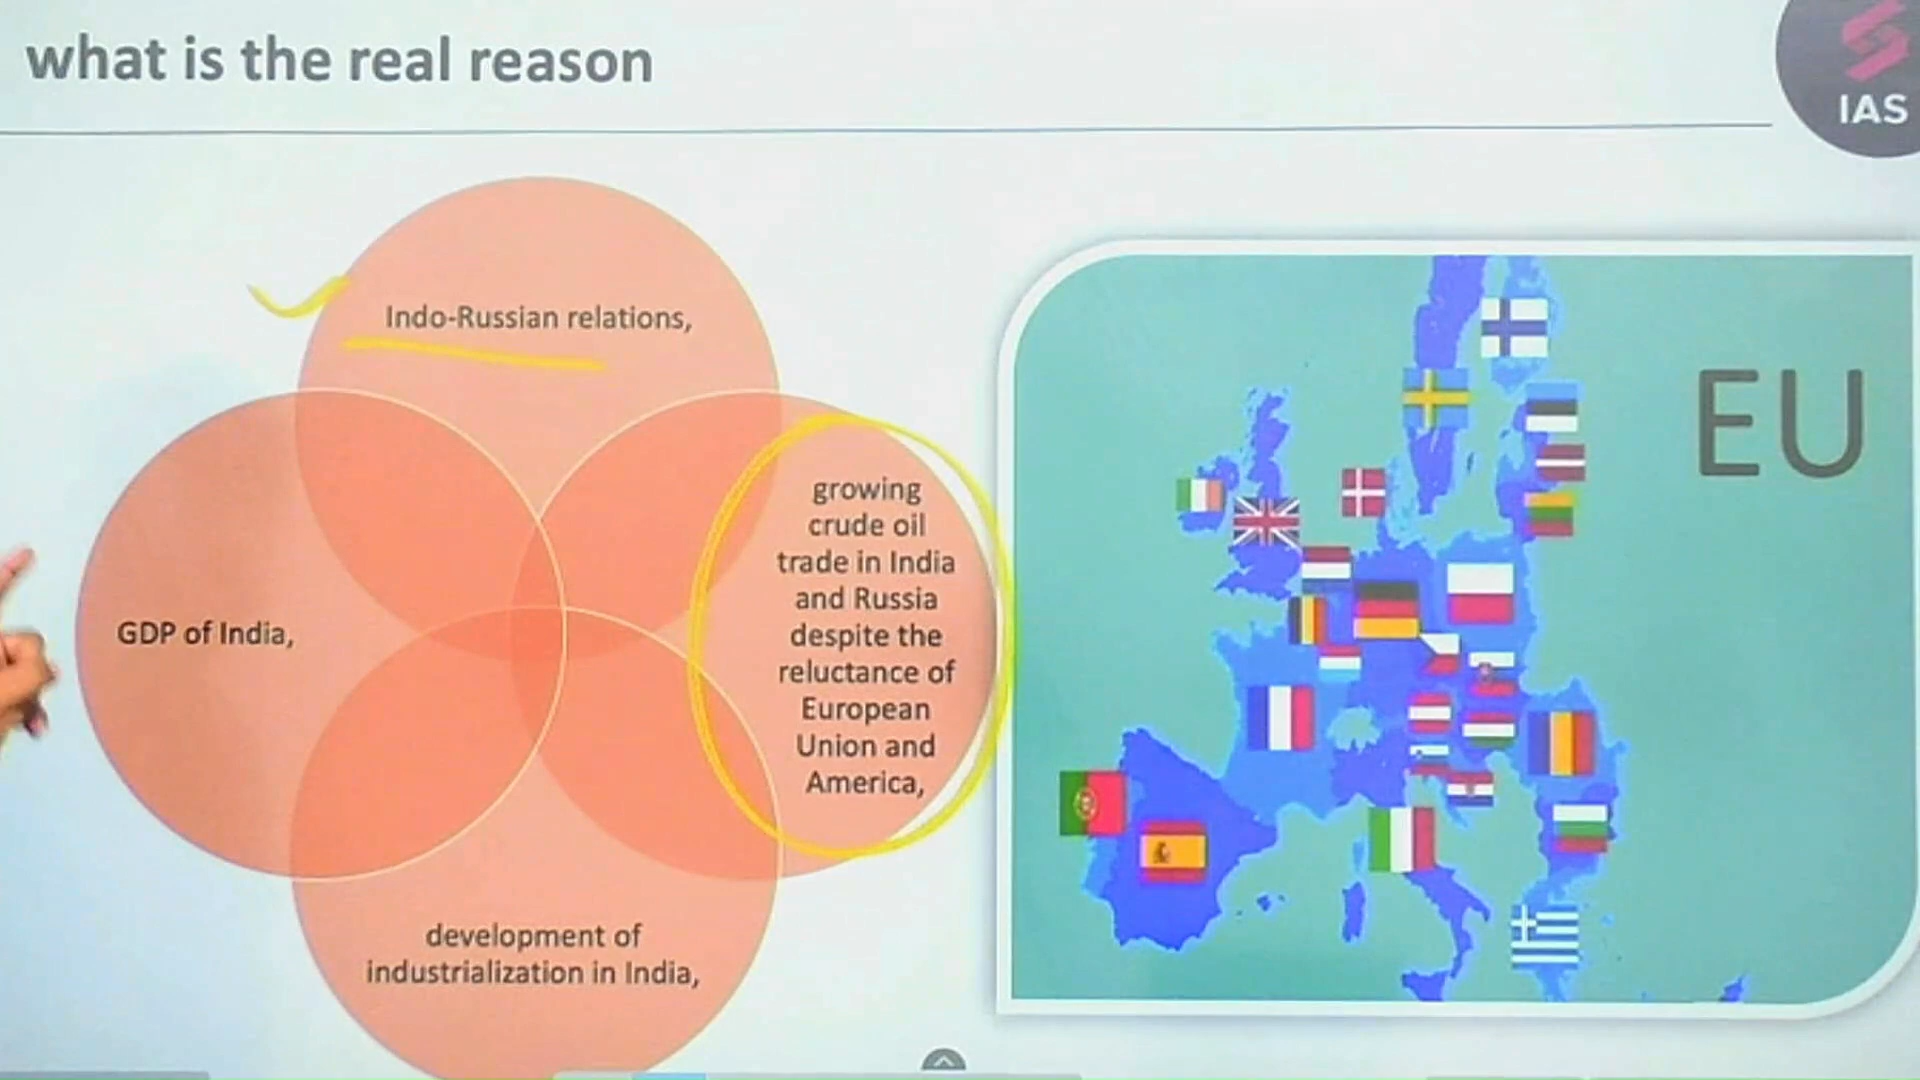 what is the real reason
IAS
Indo-Russian relations,
GDP of India,
growing
crude oil
trade in India
and Russia
despite the
reluctance of
European
Union and
America,
development of
industrialization in India,
EU